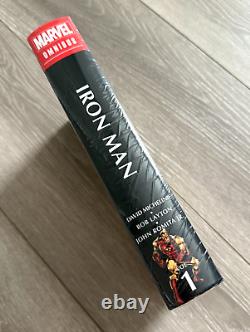 MARVEL
OMNIBUS
IRON MAN
DAVID MICHELINIE
BOB LAYTON
JOHN ROMITA JR.
1